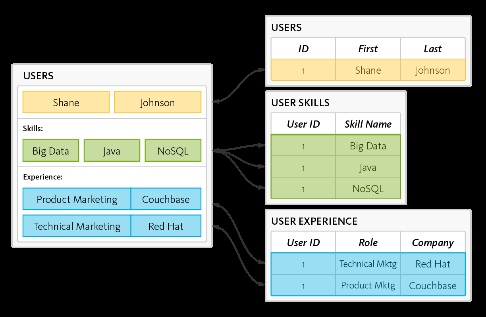 USERS
Shane Johnson
Skills:
Big Data Java NoSQL
Experience:
Product Marketing Couchbase
Technical Marketing Red Hat
USERS
ID First Last
1 Shane Johnson
USER SKILLS
User ID Skill Name
1 Big Data
1 Java
1 NoSQL
USER EXPERIENCE
User ID Role Company
1 Technical Mktg Red Hat
1 Product Mktg Couchbase